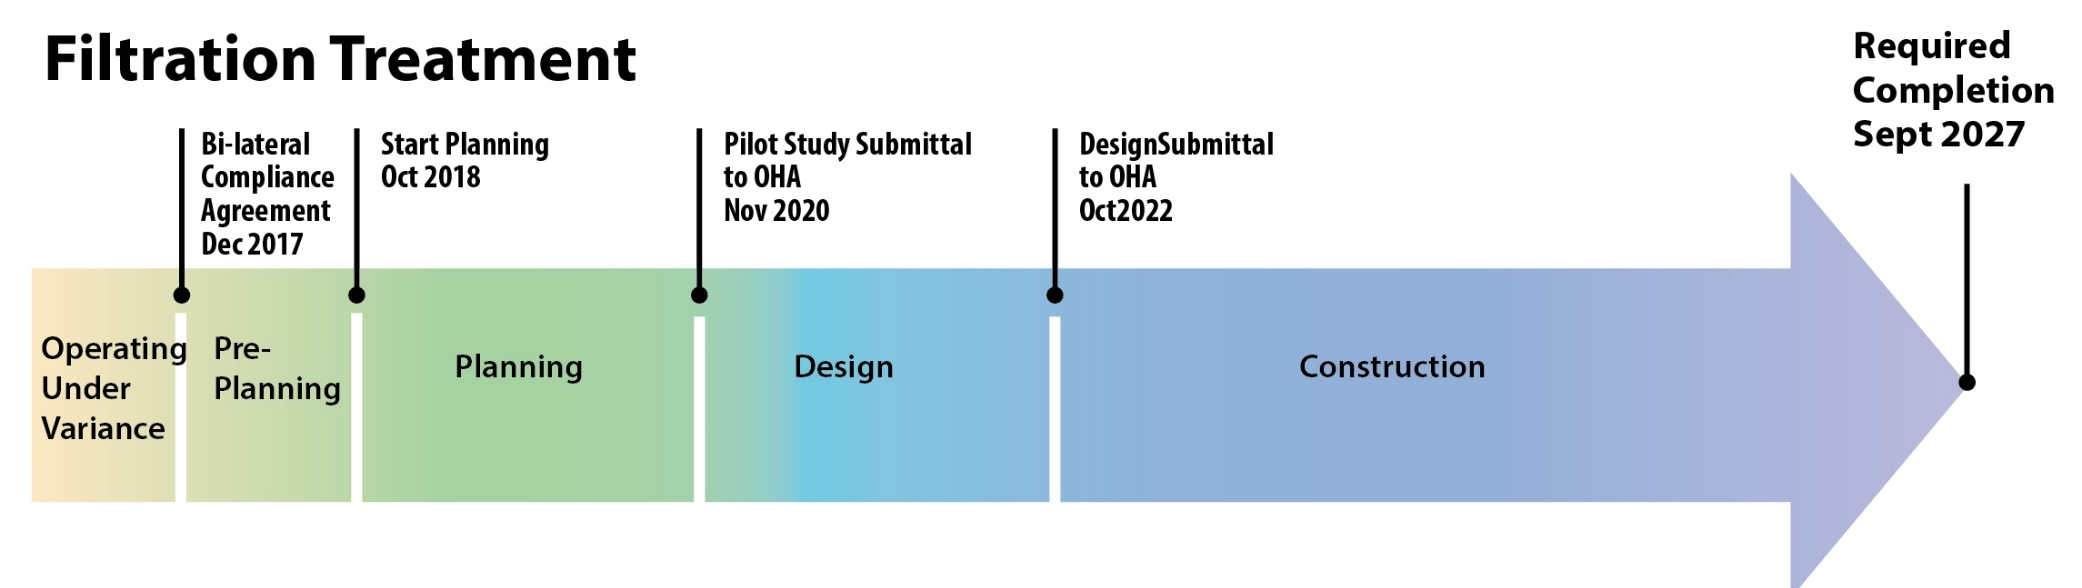 Filtration Treatment
Required
Completion
Sept 2027
Bi-lateral
Compliance
Agreement
Dec 2017
Start Planning
Oct 2018
Pilot Study Submittal
to OHA
Nov 2020
DesignSubmittal
to OHA
Oct2022
Operating
Under
Variance
Pre-
Planning
Planning
Design
Construction